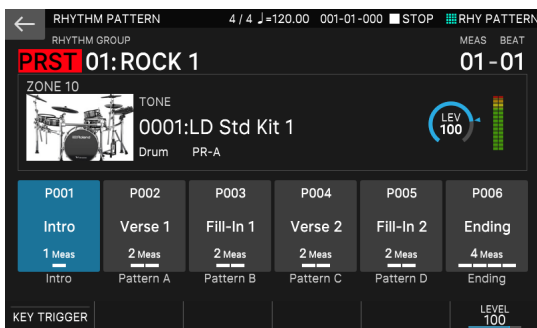 RHYTHM PATTERN 4/4 ♩=120.00 001-01-000 STOP RHY PATTERN
RHYTHM GROUP MEAS BEAT
PRST 01:ROCK 1 01-01
ZONE 10
TONE
0001:LD Std Kit 1
Drum PR-A
LEV
100
P001 P002 P003 P004 P005 P006
Intro Verse 1 Fill-In 1 Verse 2 Fill-In 2 Ending
1 Meas 2 Meas 2 Meas 2 Meas 2 Meas 4 Meas
Intro Pattern A Pattern B Pattern C Pattern D Ending
KEY TRIGGER LEVEL
100